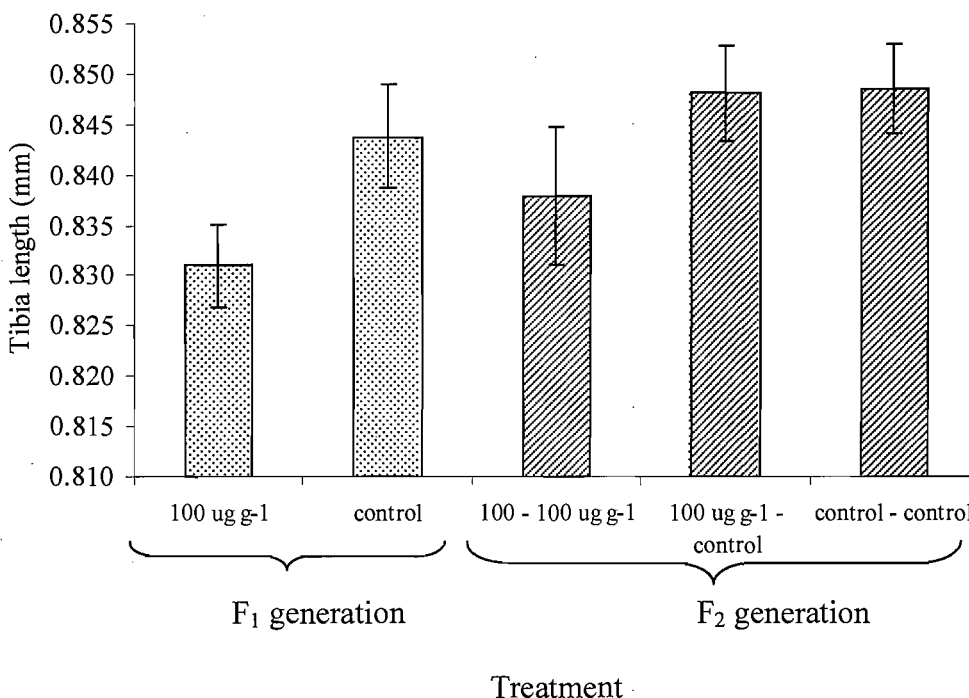 0.855
0.850
0.845
0.840
0.835
0.830
0.825
0.820
0.815
0.810
Tibia length (mm)
100 ug g-1
control
100 - 100 ug g-1
100 ug g-1 -
control
control - control
F₁ generation
F₂ generation
Treatment